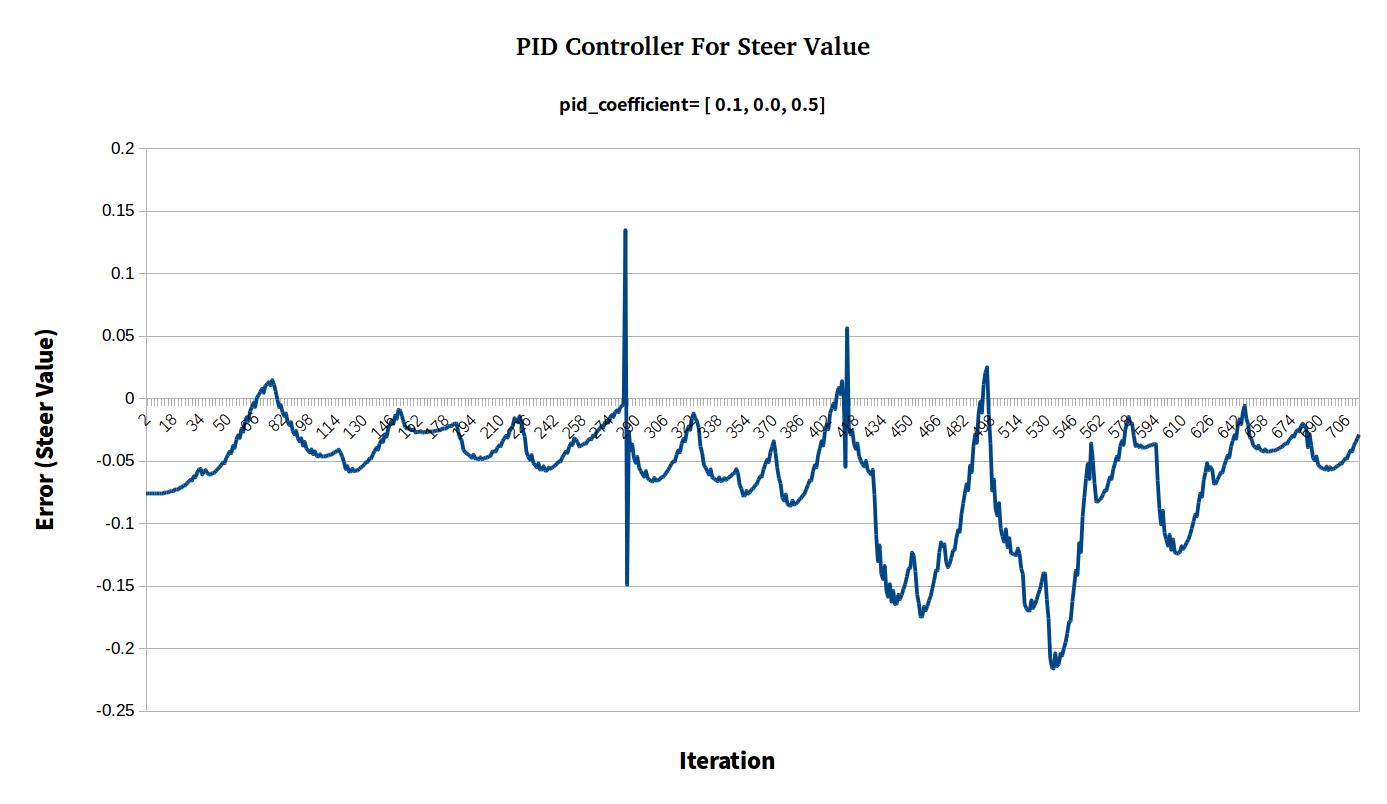 PID Controller For Steer Value
pid_coefficient= [ 0.1, 0.0, 0.5]
0.2
0.15
0.1
0.05
0
-0.05
-0.1
-0.15
-0.2
-0.25
Error (Steer Value)
2 18 34 50 66 82 98 114 130 146 162 178 194 210 226 242 258 274 290 306 322 338 354 370 386 402 418 434 450 466 482 498 514 530 546 562 578 594 610 626 642 658 674 690 706
Iteration